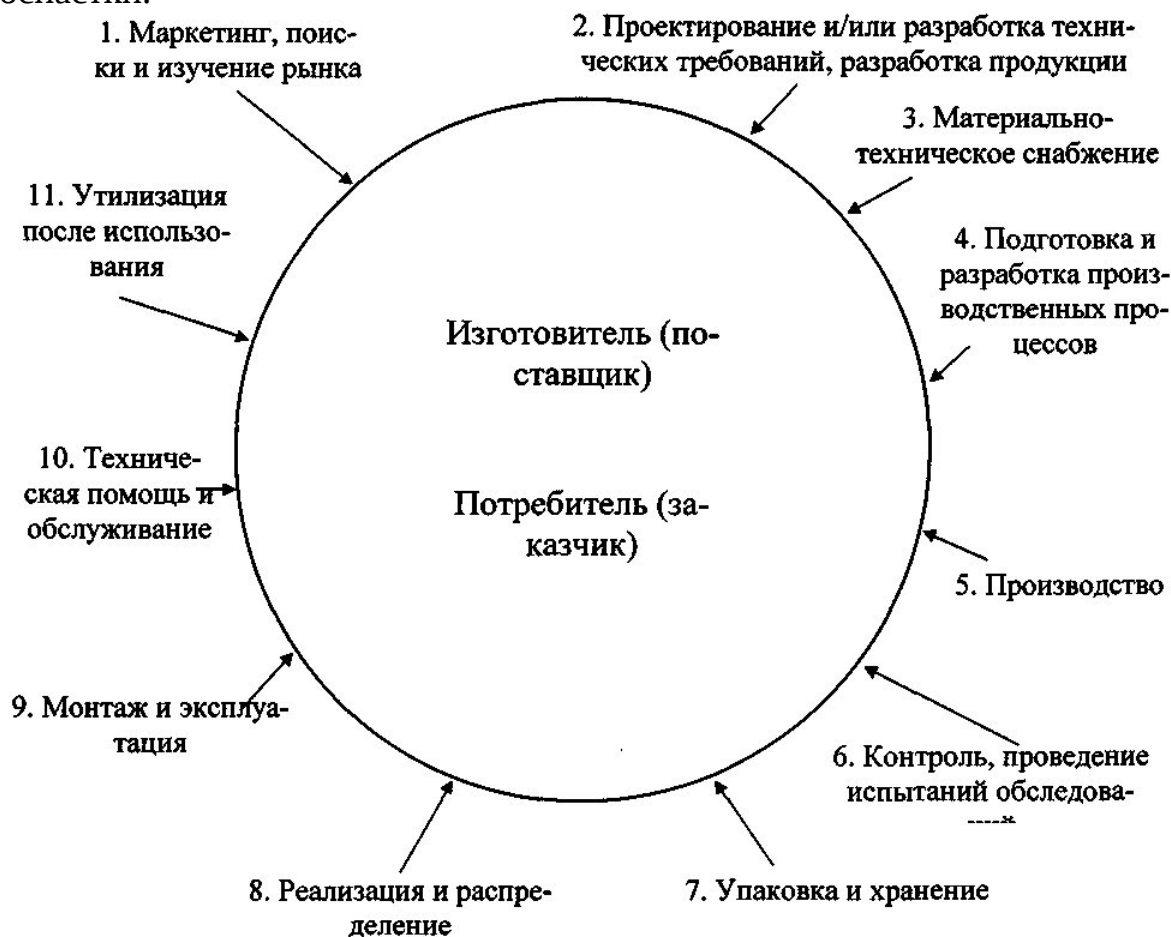 1. Маркетинг, поис-
ки и изучение рынка
2. Проектирование и/или разработка техни-
ческих требований, разработка продукции
3. Материально-
техническое снабжение
4. Подготовка и
разработка произ-
водственных про-
цессов
5. Производство
6. Контроль, проведение
испытаний обследова-
7. Упаковка и хранение
8. Реализация и распре-
деление
9. Монтаж и эксплуа-
тация
10. Техниче-
ская помощь и
обслуживание
11. Утилизация
после использо-
вания
Изготовитель (по-
ставщик)
Потребитель (за-
казчик)